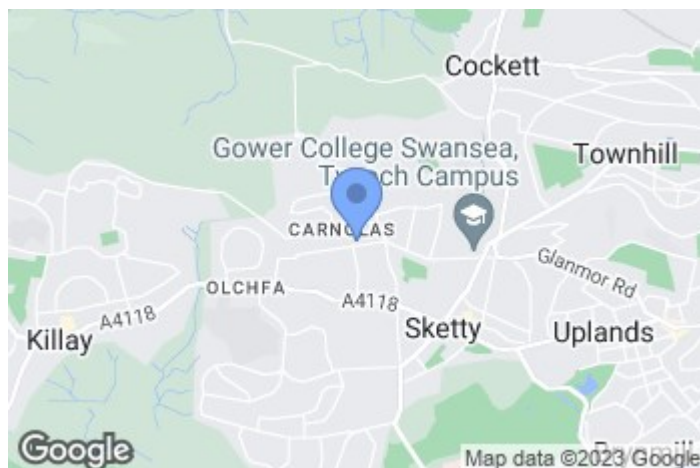 Cockett
Gower College Swansea,
Campus
Townhill
CARNGLAS
Glanmor Rd
OLCHFA
A4118
A4118
Killay
Sketty
Uplands
Google
Map data ©2023 Google